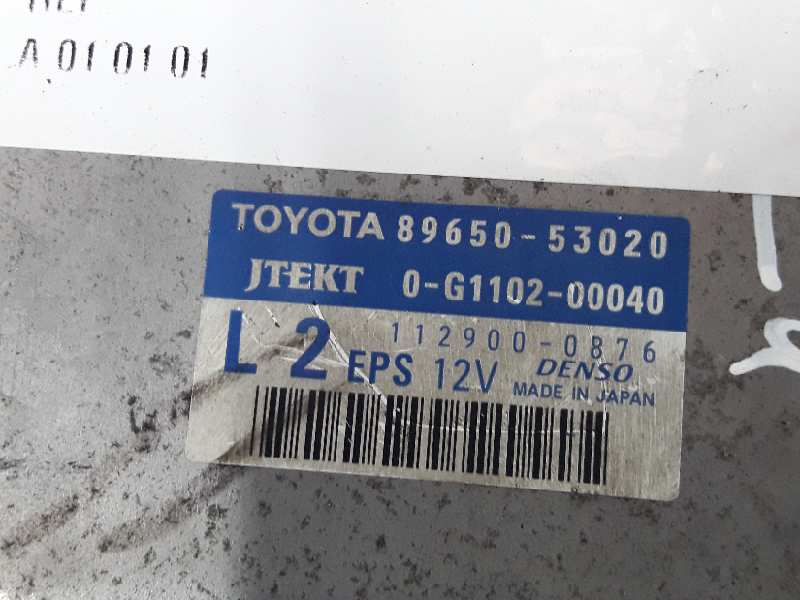 A 01 01 01
TOYOTA 89650-53020
JTEKT 0-G1102-00040
L 2 112900-0876
EPS 12V DENSO
MADE IN JAPAN